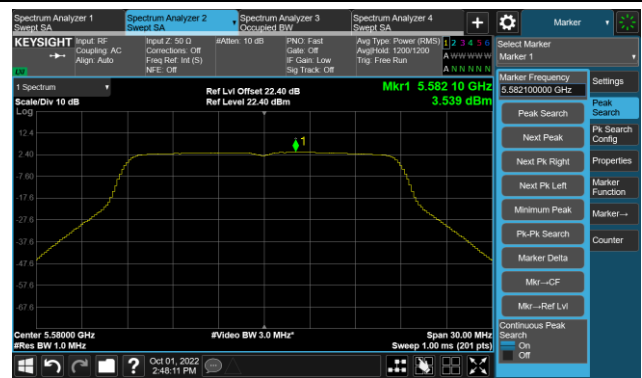 Spectrum Analyzer 1
Swept SA
Spectrum Analyzer 2
Swept SA
Spectrum Analyzer 3
Occupied BW
Spectrum Analyzer 4
Swept SA
+
Marker
KEYSIGHT
Input: RF
Coupling: AC
Align: Auto
Input Z: 50 Ω
Corrections: Off
Freq Ref: Int (S)
NFE: Off
#Atten: 10 dB
PNO: Fast
Gate: Off
IF Gain: Low
Sig Track: Off
Avg Type: Power (RMS)
Avg|Hold: 1200/1200
Trig: Free Run
1 2 3 4 5 6
A W W W W W
A N N N N N
Select Marker
Marker 1
1 Spectrum
Scale/Div 10 dB
Log
Ref Lvl Offset 22.40 dB
Ref Level 22.40 dBm
Mkr1 5.582 10 GHz
3.539 dBm
12.4
2.40
-7.60
-17.6
-27.6
-37.6
-47.6
-57.6
-67.6
1
Center 5.58000 GHz
#Res BW 1.0 MHz
#Video BW 3.0 MHz*
Span 30.00 MHz
Sweep 1.00 ms (201 pts)
Marker Frequency
5.582100000 GHz
Peak Search
Next Peak
Next Pk Right
Next Pk Left
Minimum Peak
Pk-Pk Search
Marker Delta
Mkr→CF
Mkr→Ref Lvl
Continuous Peak
Search
On
Off
Settings
Peak
Search
Pk Search
Config
Properties
Marker
Function
Marker→
Counter
?
Oct 01, 2022
2:48:11 PM